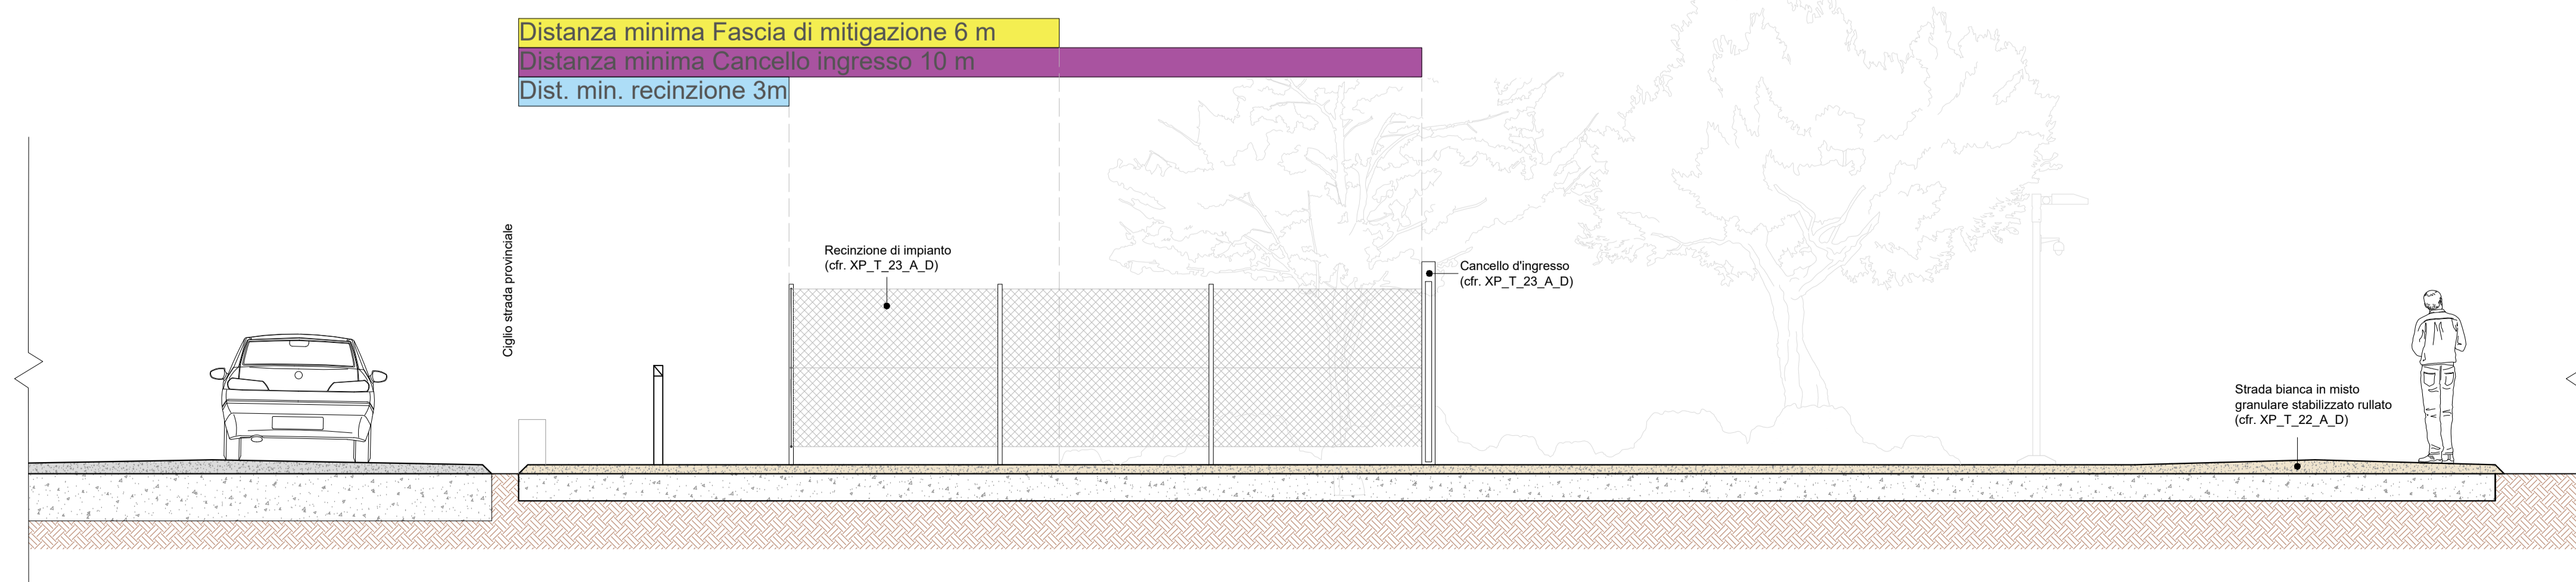 Distanza minima Fascia di mitigazione 6 m
Distanza minima Cancello ingresso 10 m
Dist. min. recinzione 3m
Ciglio strada provinciale
Recinzione di impianto
(cfr. XP_T_23_A_D)
Cancello d'ingresso
(cfr. XP_T_23_A_D)
Strada bianca in misto
granulare stabilizzato rullato
(cfr. XP_T_22_A_D)